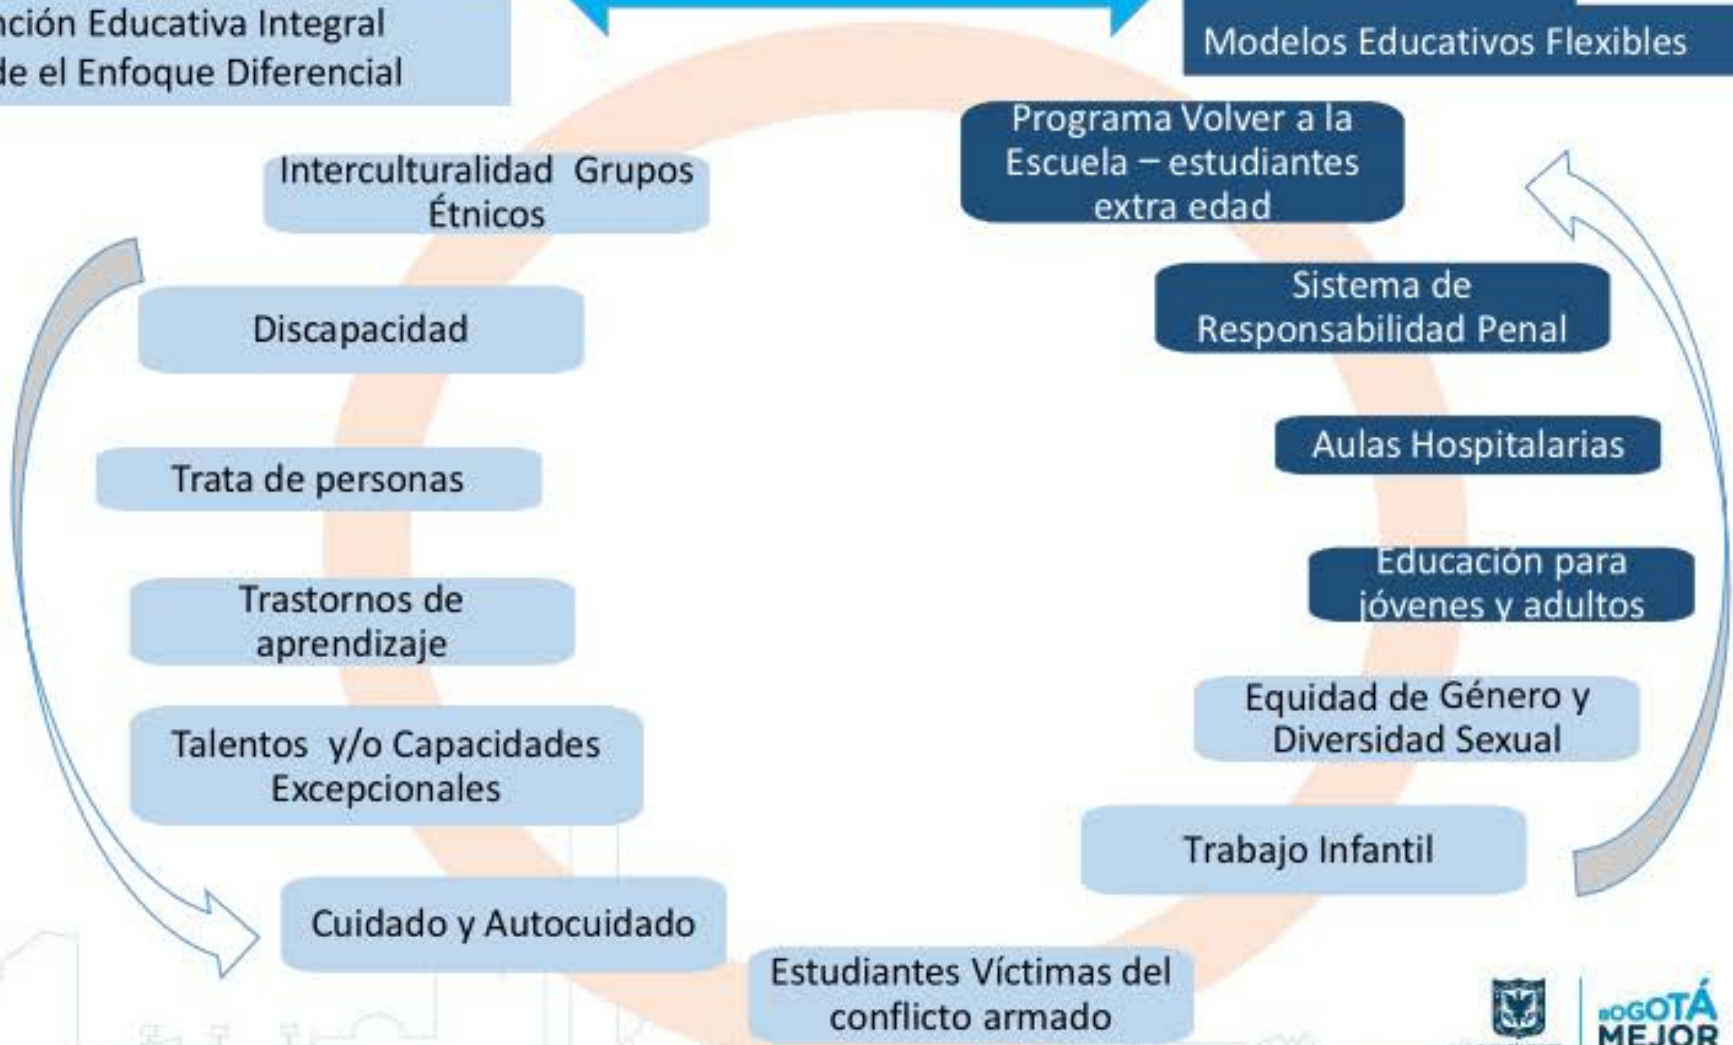 nción Educativa Integral
de el Enfoque Diferencial
Modelos Educativos Flexibles
Interculturalidad Grupos
Étnicos
Discapacidad
Trata de personas
Trastornos de
aprendizaje
Talentos y/o Capacidades
Excepcionales
Cuidado y Autocuidado
Estudiantes Víctimas del
conflicto armado
Trabajo Infantil
Equidad de Género y
Diversidad Sexual
Educación para
jóvenes y adultos
Aulas Hospitalarias
Sistema de
Responsabilidad Penal
Programa Volver a la
Escuela – estudiantes
extra edad
BOGOTÁ
MEJOR